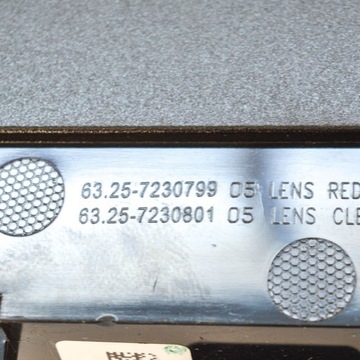 63.25-7230799 05 LENS RED
63.25-7230801 05 LENS CLE